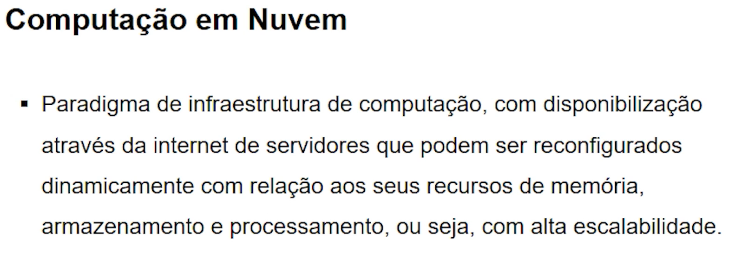 Computação em Nuvem
▪ Paradigma de infraestrutura de computação, com disponibilização
através da internet de servidores que podem ser reconfigurados
dinamicamente com relação aos seus recursos de memória,
armazenamento e processamento, ou seja, com alta escalabilidade.